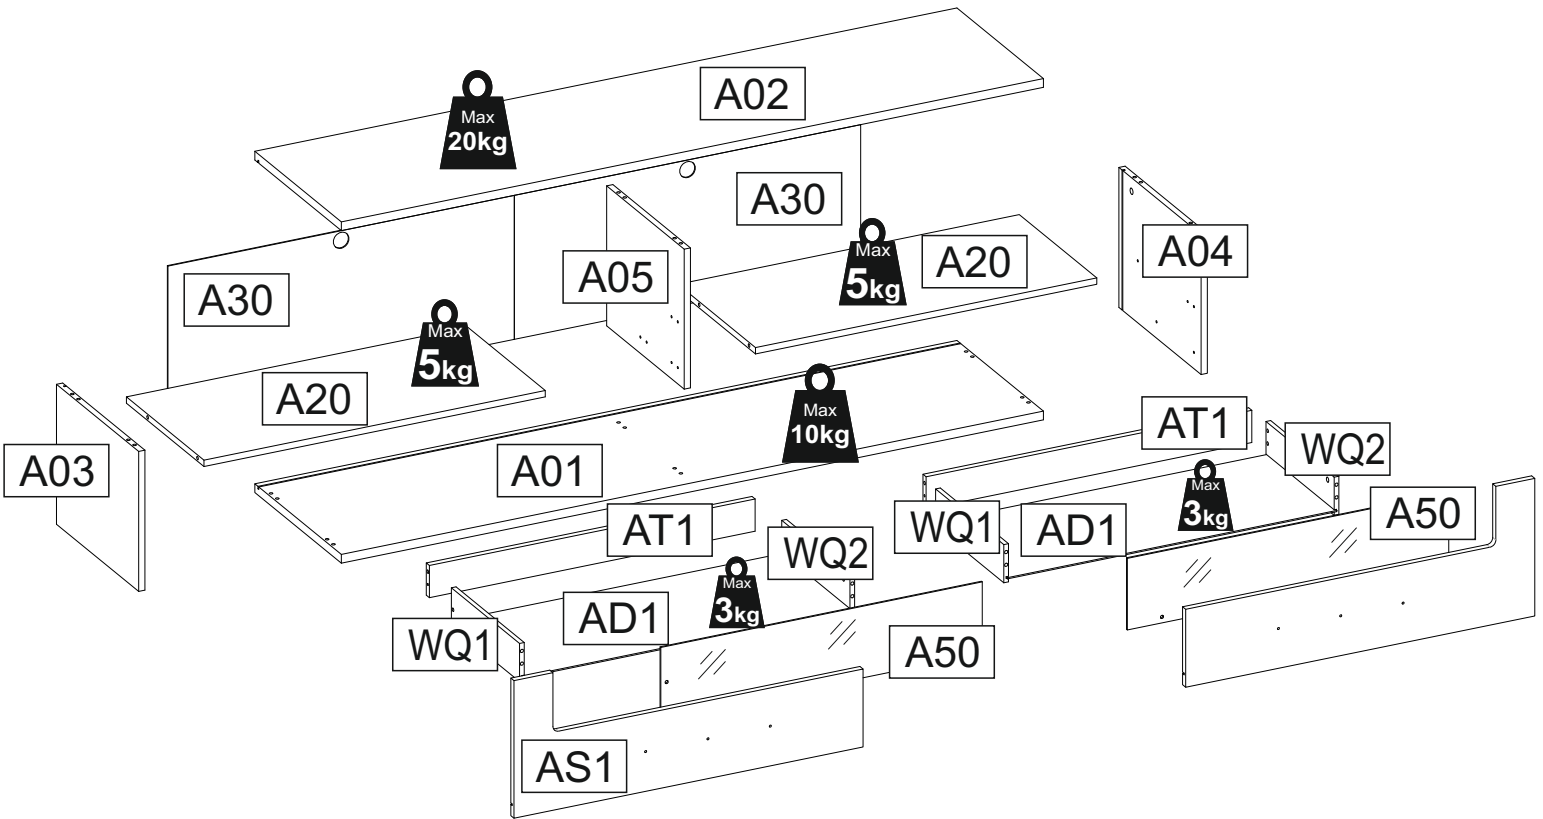 A02
Max
20kg
A30
A04
A05
A20
Max
5kg
A30
Max
5kg
A20
Max
10kg
AT1
WQ2
A03
A01
Max
3kg
A50
WQ1
AD1
AT1
WQ2
Max
3kg
AD1
WQ1
A50
AS1